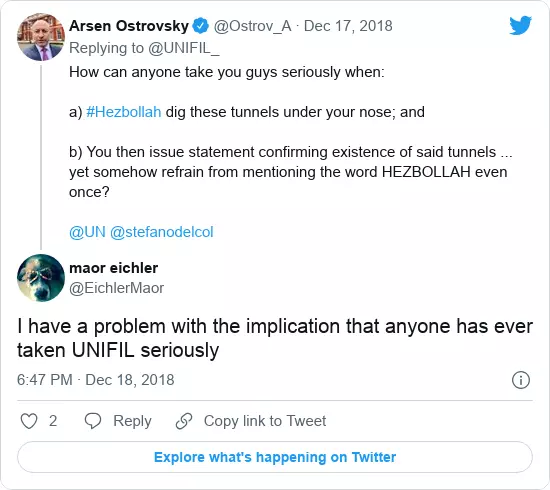 Arsen Ostrovsky @Ostrov_A · Dec 17, 2018
Replying to @UNIFIL_
How can anyone take you guys seriously when:
a) #Hezbollah dig these tunnels under your nose; and
b) You then issue statement confirming existence of said tunnels ...
yet somehow refrain from mentioning the word HEZBOLLAH even
once?
@UN @stefanodelcol
maor eichler
@EichlerMaor
I have a problem with the implication that anyone has ever
taken UNIFIL seriously
6:47 PM · Dec 18, 2018
2 Reply Copy link to Tweet
Explore what's happening on Twitter